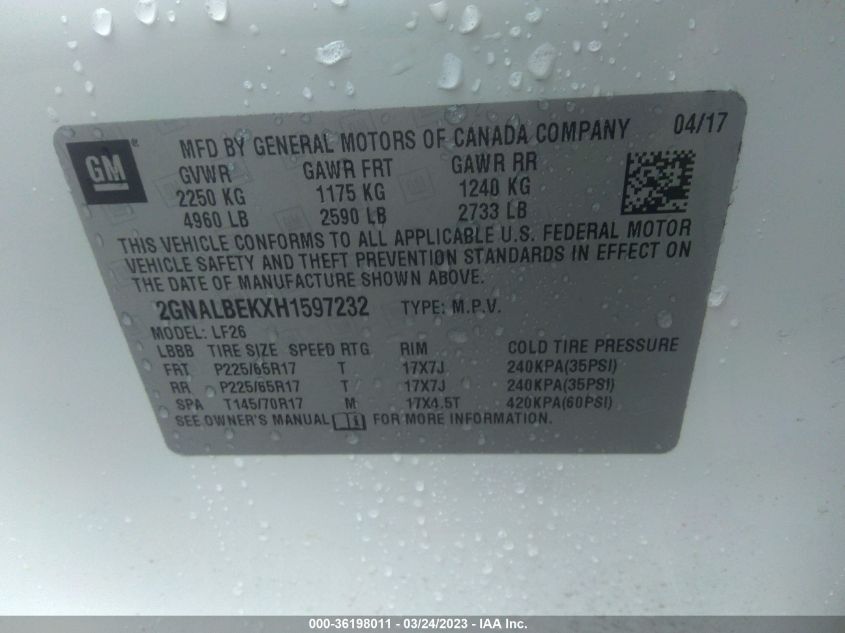 GM ®
MFD BY GENERAL MOTORS OF CANADA COMPANY 04/17
GVWR GAWR FRT GAWR RR
2250 KG 1175 KG 1240 KG
4960 LB 2590 LB 2733 LB
THIS VEHICLE CONFORMS TO ALL APPLICABLE U.S. FEDERAL MOTOR
VEHICLE SAFETY AND THEFT PREVENTION STANDARDS IN EFFECT ON
THE DATE OF MANUFACTURE SHOWN ABOVE.
2GNALBEKXH1597232 TYPE: M.P.V.
MODEL: LF26
LBBB TIRE SIZE SPEED RTG RIM COLD TIRE PRESSURE
FRT P225/65R17 T 17X7J 240KPA(35PSI)
RR P225/65R17 T 17X7J 240KPA(35PSI)
SPA T145/70R17 M 17X4.5T 420KPA(60PSI)
SEE OWNER'S MANUAL FOR MORE INFORMATION.
000-36198011 - 03/24/2023 - IAA Inc.